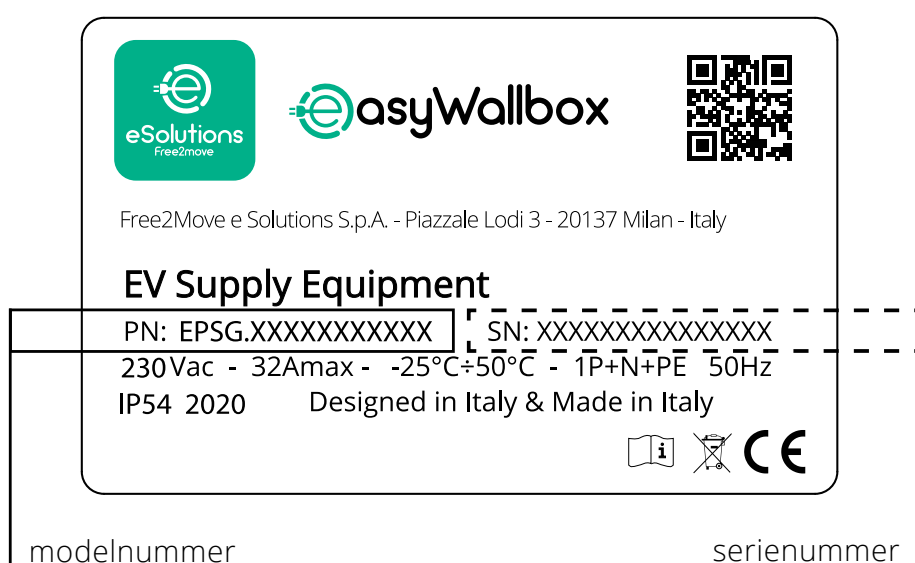 eSolutions
Free2move
easyWallbox
Free2Move e Solutions S.p.A. - Piazzale Lodi 3 - 20137 Milan - Italy
EV Supply Equipment
PN: EPSG.XXXXXXXXXXX SN: XXXXXXXXXXXXXXX
230 Vac - 32Amax - -25°C÷50°C - 1P+N+PE 50Hz
IP54 2020 Designed in Italy & Made in Italy
i CE
modelnummer serienummer